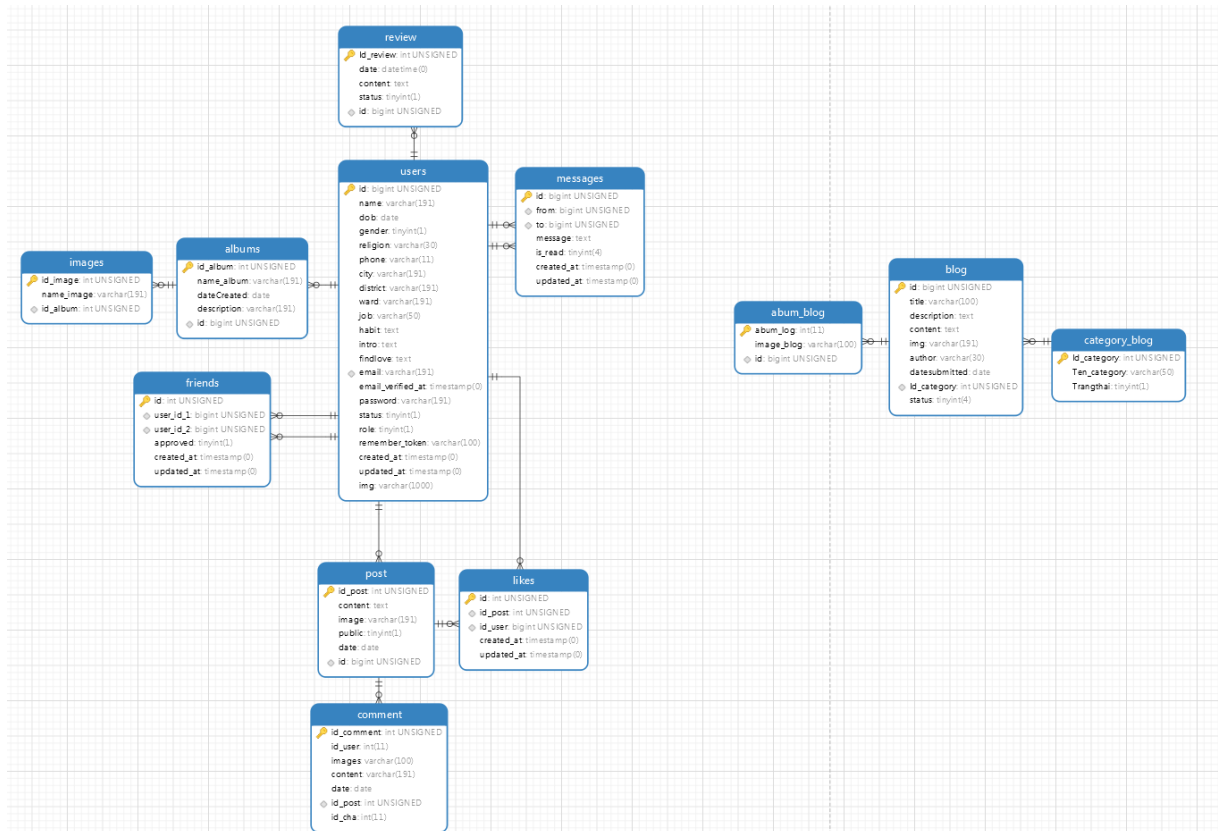 review
Id_review: int UNSIGNED
date: datetime(0)
content: text
status: tinyint(1)
id: bigint UNSIGNED
users
id: bigint UNSIGNED
name: varchar(191)
dob: date
gender: tinyint(1)
religion: varchar(30)
phone: varchar(11)
city: varchar(191)
district: varchar(191)
ward: varchar(191)
job: varchar(50)
habit: text
intro: text
findlove: text
email: varchar(191)
email_verified_at: timestamp(0)
password: varchar(191)
status: tinyint(1)
role: tinyint(1)
remember_token: varchar(100)
created_at: timestamp(0)
updated_at: timestamp(0)
img: varchar(1000)
messages
id: bigint UNSIGNED
from: bigint UNSIGNED
to: bigint UNSIGNED
message: text
is_read: tinyint(4)
created_at: timestamp(0)
updated_at: timestamp(0)
images
id_image: int UNSIGNED
name_image: varchar(191)
id_album: int UNSIGNED
albums
id_album: int UNSIGNED
name_album: varchar(191)
dateCreated: date
description: varchar(191)
id: bigint UNSIGNED
friends
id: int UNSIGNED
user_id_1: bigint UNSIGNED
user_id_2: bigint UNSIGNED
approved: tinyint(1)
created_at: timestamp(0)
updated_at: timestamp(0)
abum_blog
abum_log: int(11)
image_blog: varchar(100)
id: bigint UNSIGNED
blog
id: bigint UNSIGNED
title: varchar(100)
description: text
content: text
img: varchar(191)
author: varchar(30)
datesubmitted: date
Id_category: int UNSIGNED
status: tinyint(4)
category_blog
Id_category: int UNSIGNED
Ten_category: varchar(50)
Trangthai: tinyint(1)
post
id_post: int UNSIGNED
content: text
image: varchar(191)
public: tinyint(1)
date: date
id: bigint UNSIGNED
likes
id: int UNSIGNED
id_post: int UNSIGNED
id_user: bigint UNSIGNED
created_at: timestamp(0)
updated_at: timestamp(0)
comment
id_comment: int UNSIGNED
id_user: int(11)
images: varchar(100)
content: varchar(191)
date: date
id_post: int UNSIGNED
id_cha: int(11)